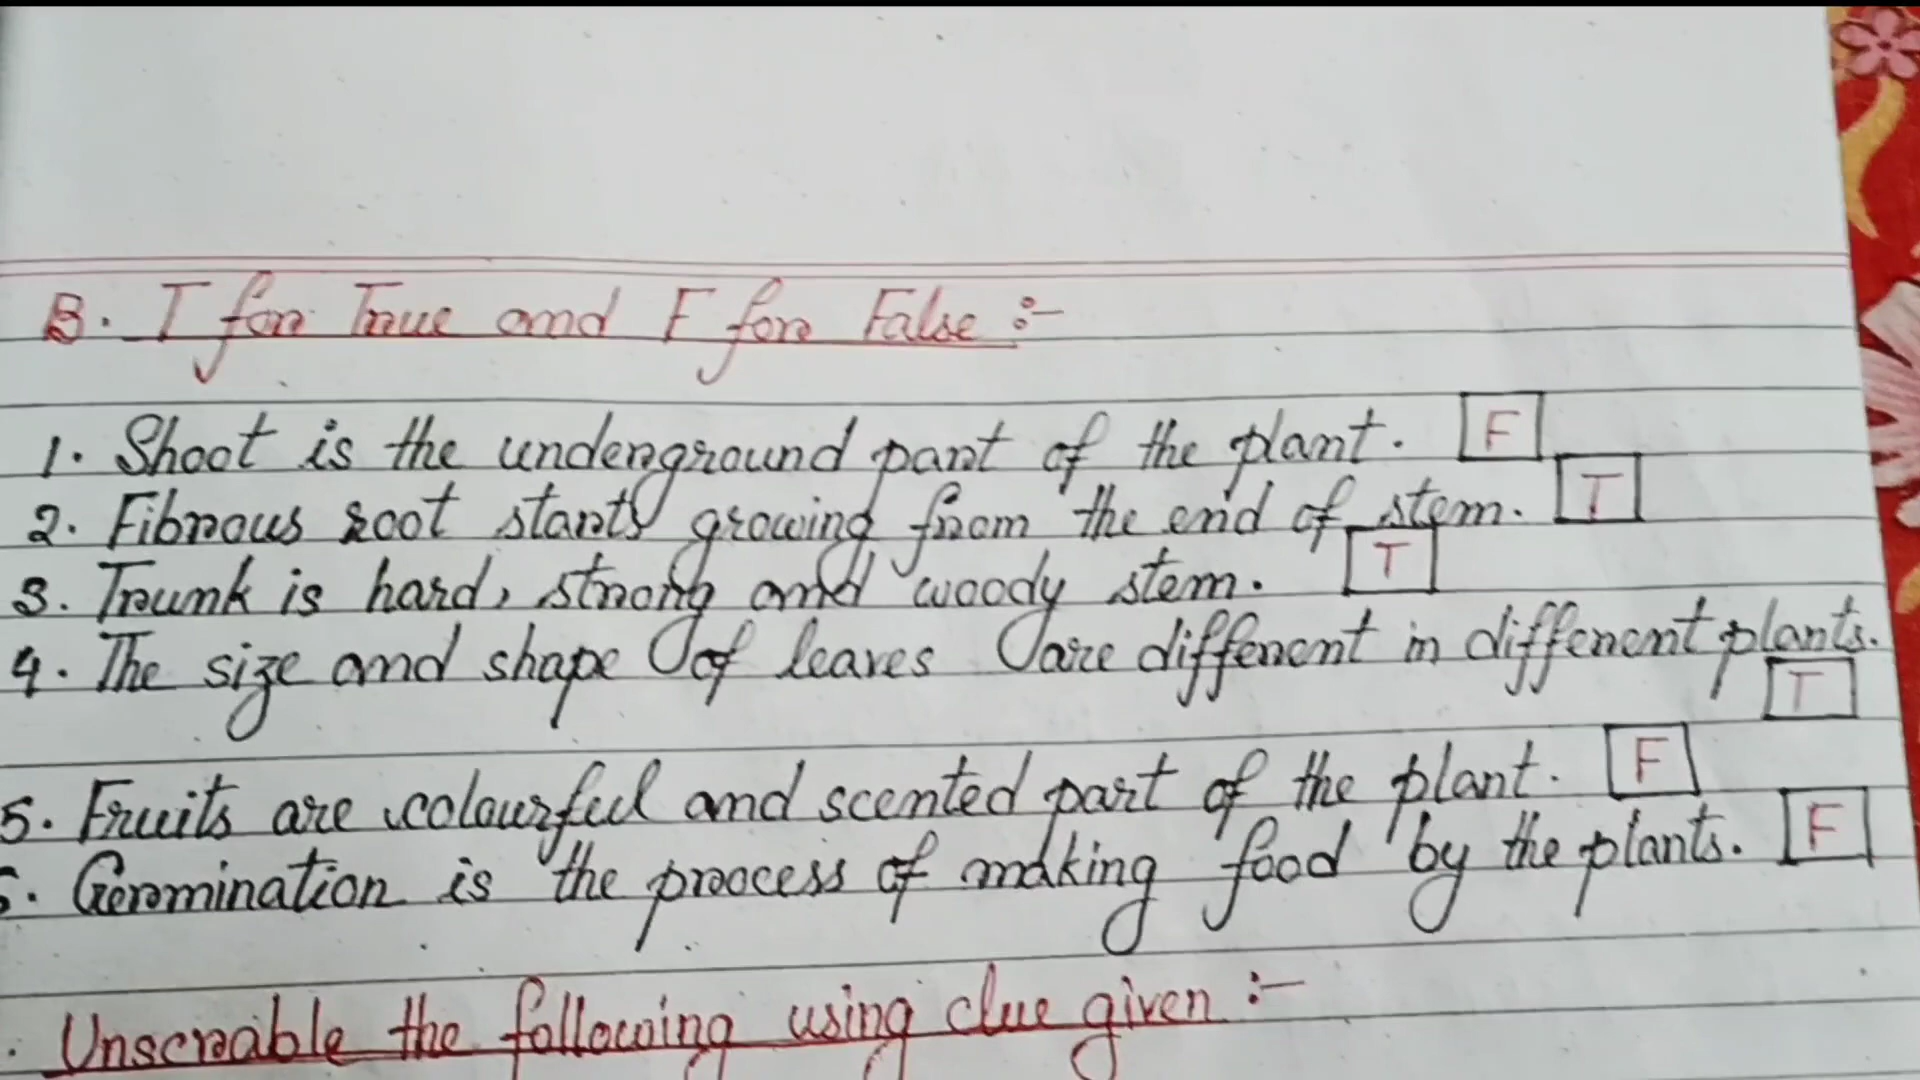 B. T for True and F for False :-
1. Shoot is the underground part of the plant. F
2. Fibrous root starts growing from the end of stem. T
3. Trunk is hard, strong and woody stem. T
4. The size and shape of leaves are different in different plants.
T
5. Fruits are colourful and scented part of the plant. F
6. Germination is the process of making food by the plants. F
. Unscrable the following using clue given :-